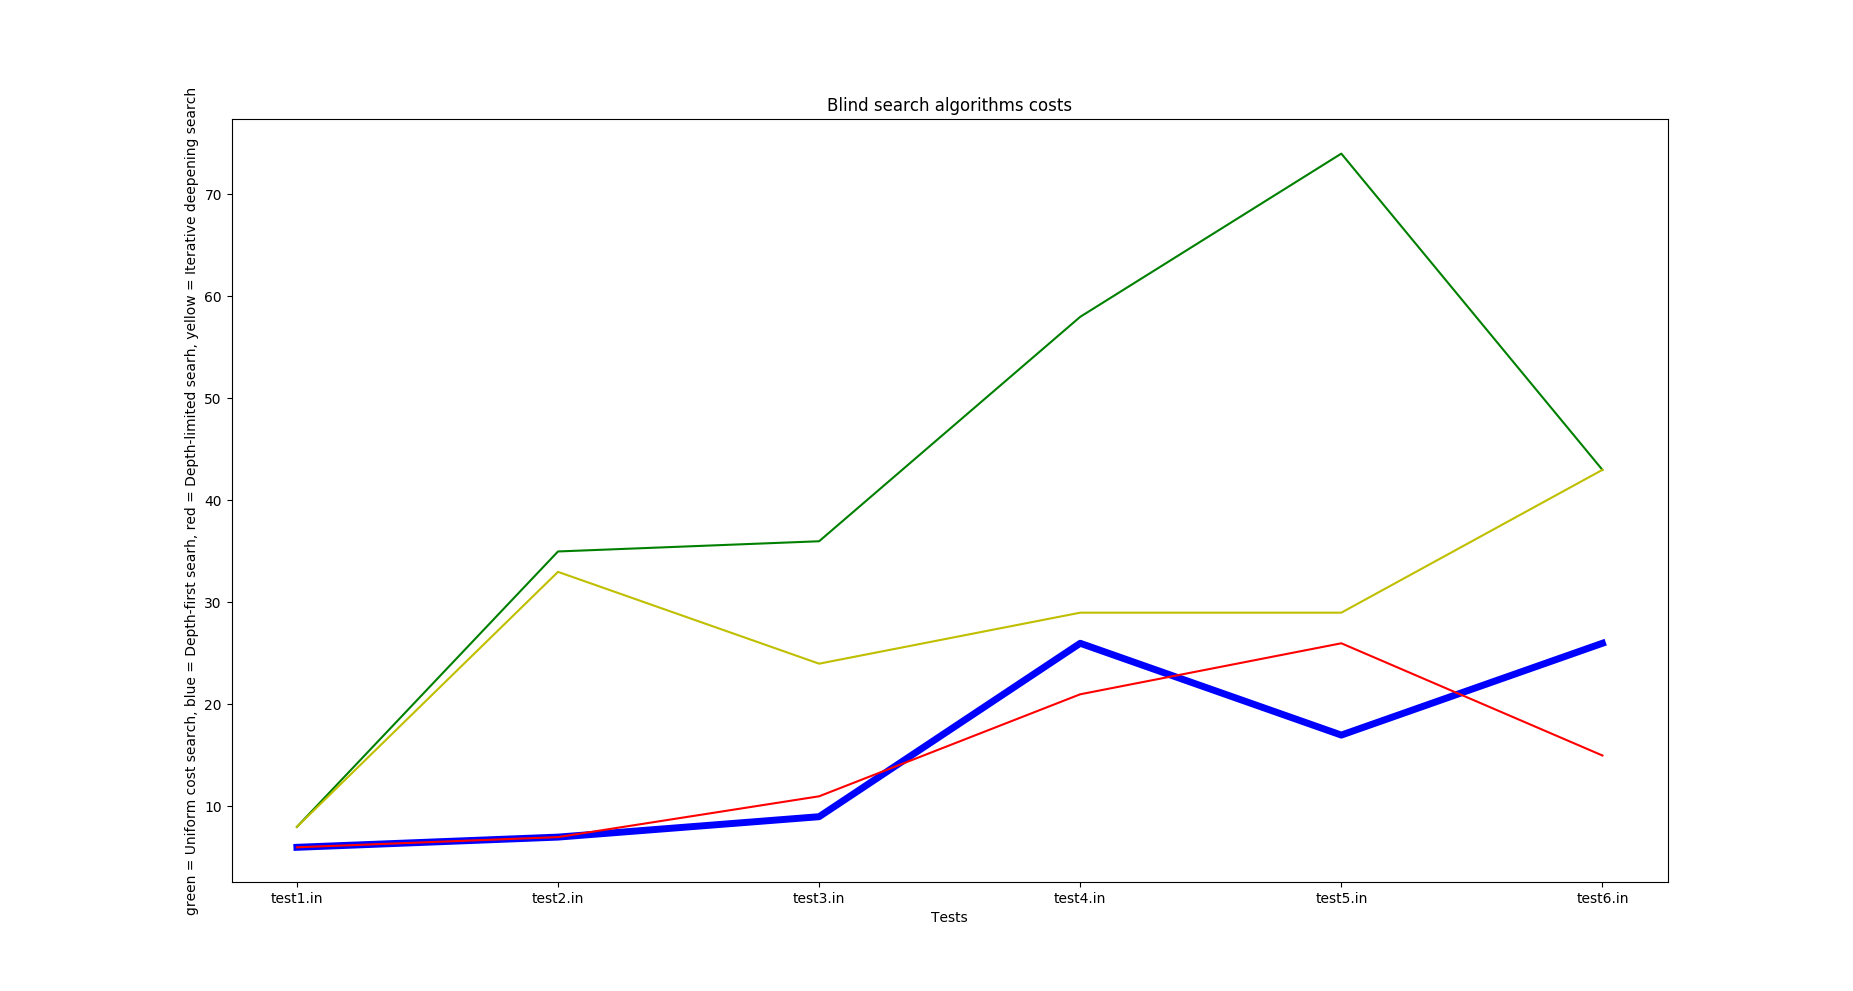 Blind search algorithms costs
green = Uniform cost search, blue = Depth-first searh, red = Depth-limited searh, yellow = Iterative deepening search
70
60
50
40
30
20
10
test1.in
test2.in
test3.in
test4.in
test5.in
test6.in
Tests